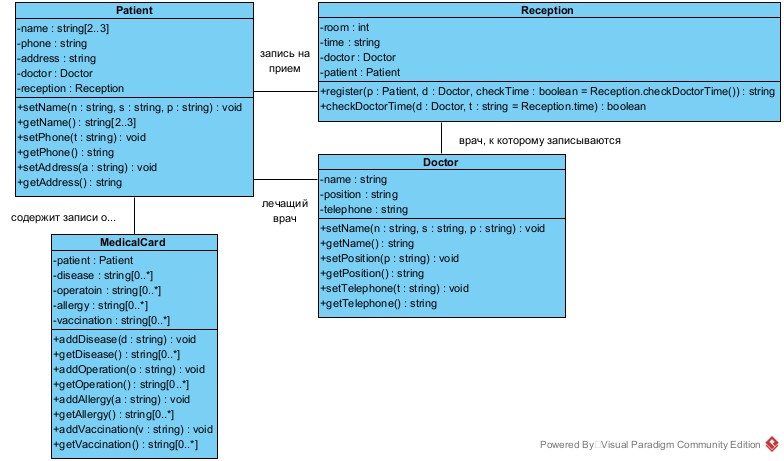 Patient
-name : string[2..3]
-phone : string
-address : string
-doctor : Doctor
-reception : Reception
+setName(n : string, s : string, p : string) : void
+getName() : string[2..3]
+setPhone(t : string) : void
+getPhone() : string
+setAddress(a : string) : void
+getAddress() : string
запись на
прием
Reception
-room : int
-time : string
-doctor : Doctor
-patient : Patient
+register(p : Patient, d : Doctor, checkTime : boolean = Reception.checkDoctorTime()) : string
+checkDoctorTime(d : Doctor, t : string = Reception.time) : boolean
врач, к которому записываются
лечащий
врач
Doctor
-name : string
-position : string
-telephone : string
+setName(n : string, s : string, p : string) : void
+getName() : string
+setPosition(p : string) : void
+getPosition() : string
+setTelephone(t : string) : void
+getTelephone() : string
содержит записи о...
MedicalCard
-patient : Patient
-disease : string[0..*]
-operatoin : string[0..*]
-allergy : string[0..*]
-vaccination : string[0..*]
+addDisease(d : string) : void
+getDisease() : string[0..*]
+addOperation(o : string) : void
+getOperation() : string[0..*]
+addAllergy(a : string) : void
+getAllergy() : string[0..*]
+addVaccination(v : string) : void
+getVaccination() : string[0..*]
Powered By Visual Paradigm Community Edition